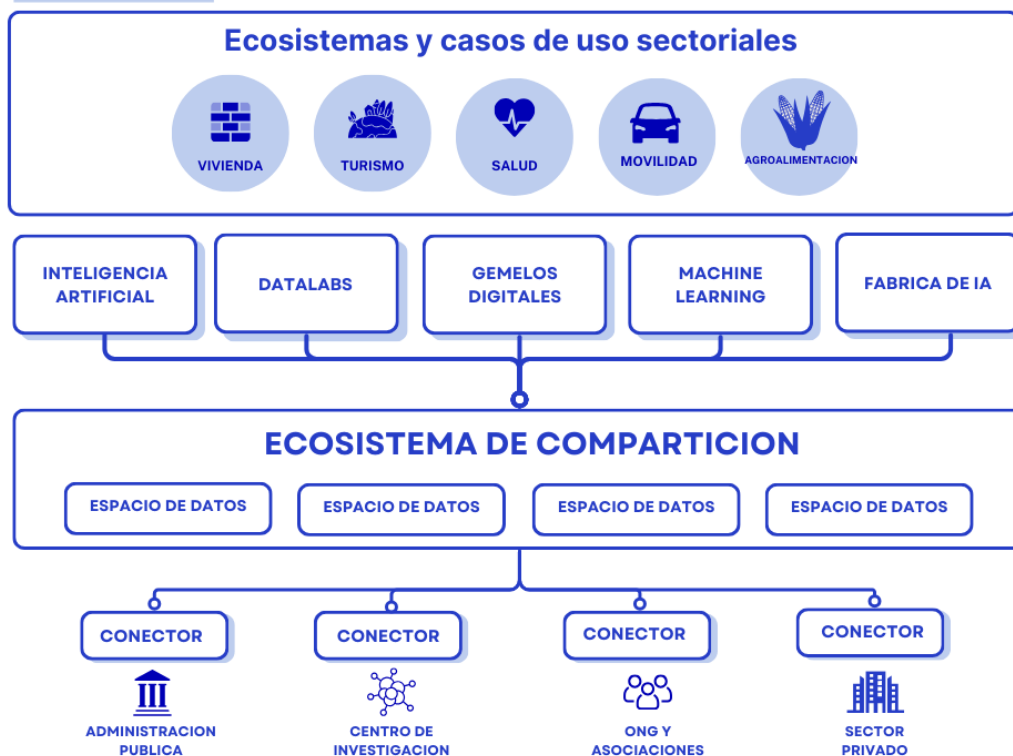 Ecosistemas y casos de uso sectoriales
VIVIENDA
TURISMO
SALUD
MOVILIDAD
AGROALIMENTACION
INTELIGENCIA
ARTIFICIAL
DATALABS
GEMELOS
DIGITALES
MACHINE
LEARNING
FABRICA DE IA
ECOSISTEMA DE COMPARTICION
ESPACIO DE DATOS
ESPACIO DE DATOS
ESPACIO DE DATOS
ESPACIO DE DATOS
CONECTOR
CONECTOR
CONECTOR
CONECTOR
ADMINISTRACION
PUBLICA
CENTRO DE
INVESTIGACION
ONG Y
ASOCIACIONES
SECTOR
PRIVADO